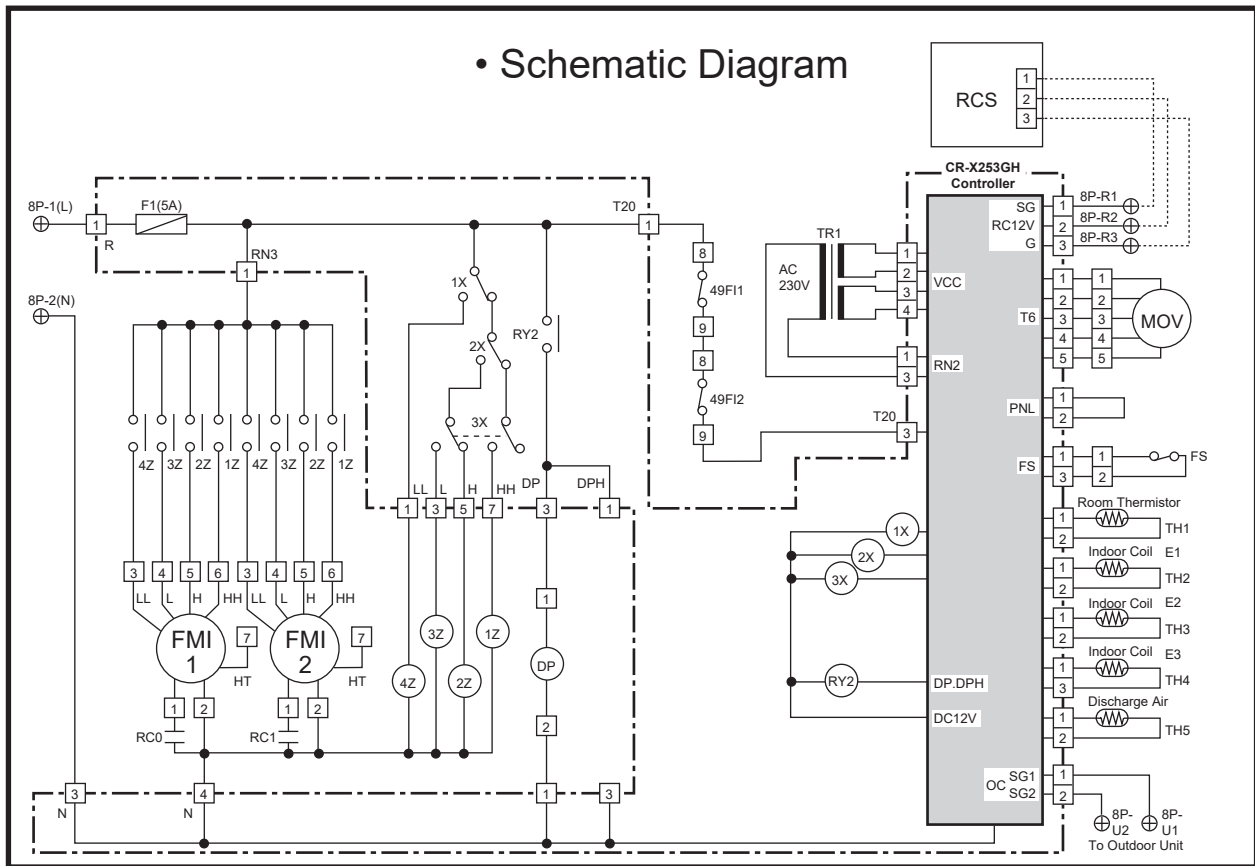 • Schematic Diagram
RCS
1
2
3
CR-X253GH
Controller
8P-1(L)
1
R
F1(5A)
T20
1
RN3
1
8P-2(N)
1X
2X
3X
RY2
8
49FI1
9
8
49FI2
9
AC
230V
TR1
1
2
3
4
VCC
1
3
RN2
T20
3
SG
RC12V
G
1
2
3
8P-R1
8P-R2
8P-R3
T6
1
2
3
4
5
1
2
3
4
5
MOV
PNL
1
2
FS
1
3
1
2
FS
Room Thermistor
1
2
TH1
Indoor Coil E1
1
2
TH2
Indoor Coil E2
1
2
TH3
Indoor Coil E3
1
3
TH4
Discharge Air
1
2
TH5
OC
SG1
SG2
1
2
8P-
U2
8P-
U1
To Outdoor Unit
4Z
3Z
2Z
1Z
4Z
3Z
2Z
1Z
LL
L
H
HH
DP
DPH
1
3
5
7
3
1
3
4
5
6
3
4
5
6
LL
L
H
HH
LL
L
H
HH
FMI
1
7
HT
FMI
2
7
HT
1
2
1
2
RC0
RC1
3Z
1Z
4Z
2Z
1
DP
2
1X
2X
3X
RY2
DP.DPH
DC12V
3
N
4
N
1
3